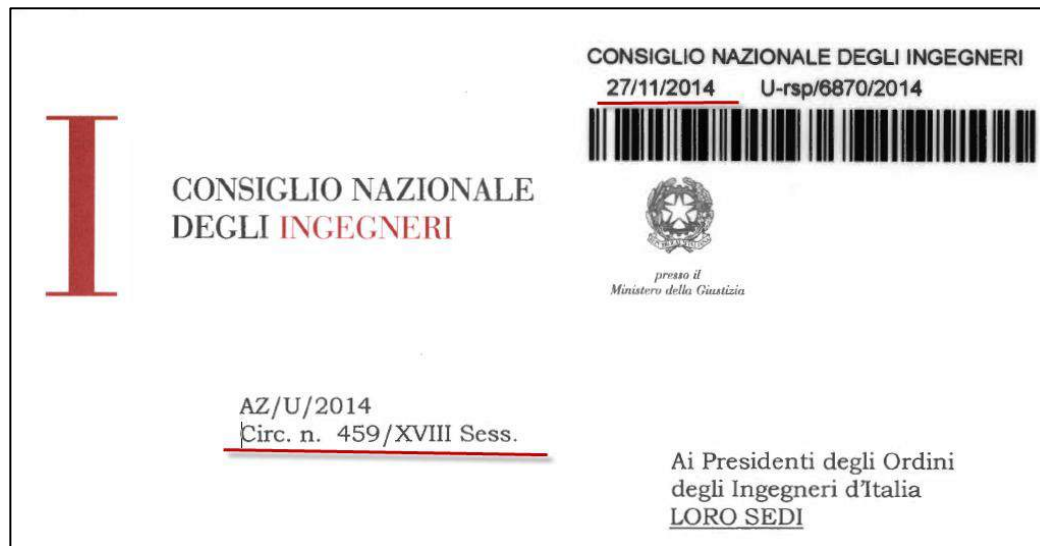 CONSIGLIO NAZIONALE DEGLI INGEGNERI
27/11/2014 U-rsp/6870/2014
CONSIGLIO NAZIONALE
DEGLI INGEGNERI
presso il
Ministero della Giustizia
AZ/U/2014
Circ. n. 459/XVIII Sess.
Ai Presidenti degli Ordini
degli Ingegneri d'Italia
LORO SEDI